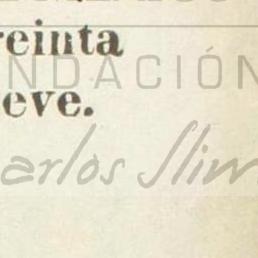 reinta
NDACIÓN
eve.
arlos Slim